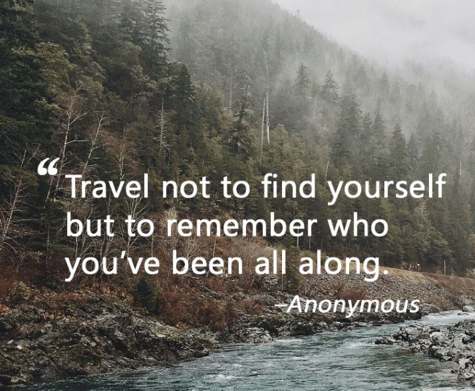 “Travel not to find yourself
but to remember who
you’ve been all along.
–Anonymous